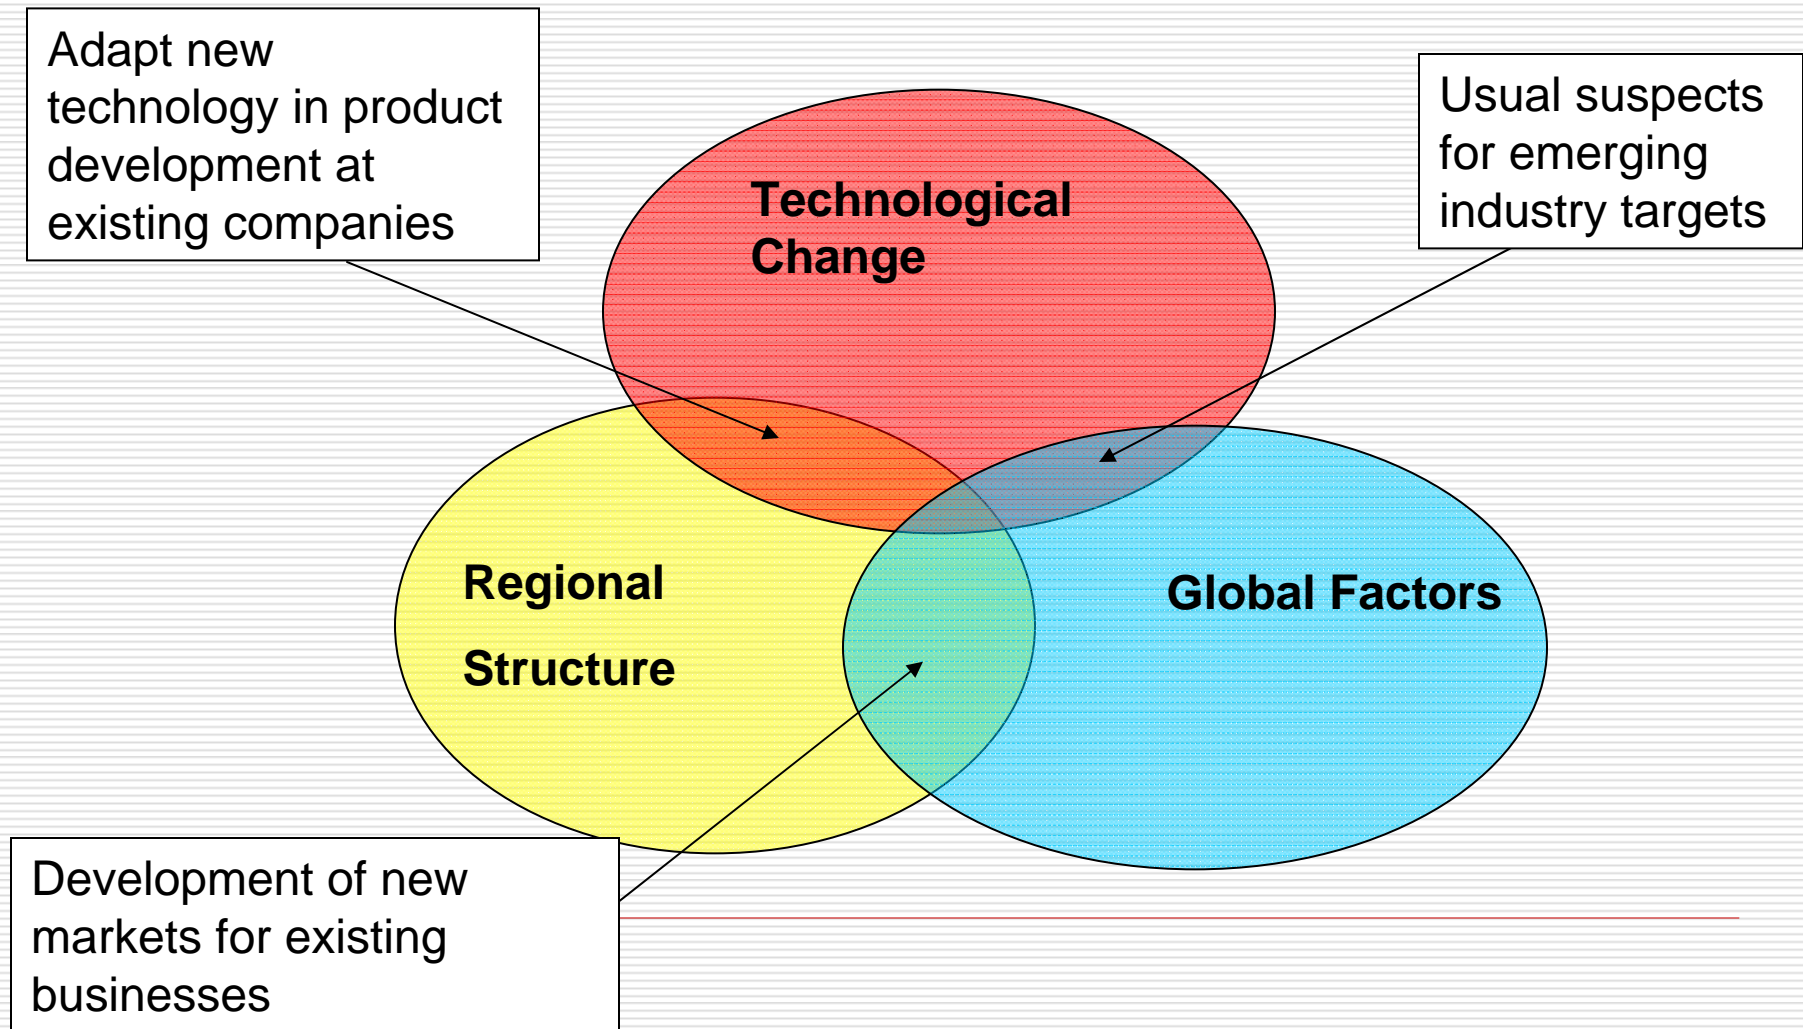 Adapt new
technology in product
development at
existing companies
Usual suspects
for emerging
industry targets
Technological
Change
Regional
Structure
Global Factors
Development of new
markets for existing
businesses